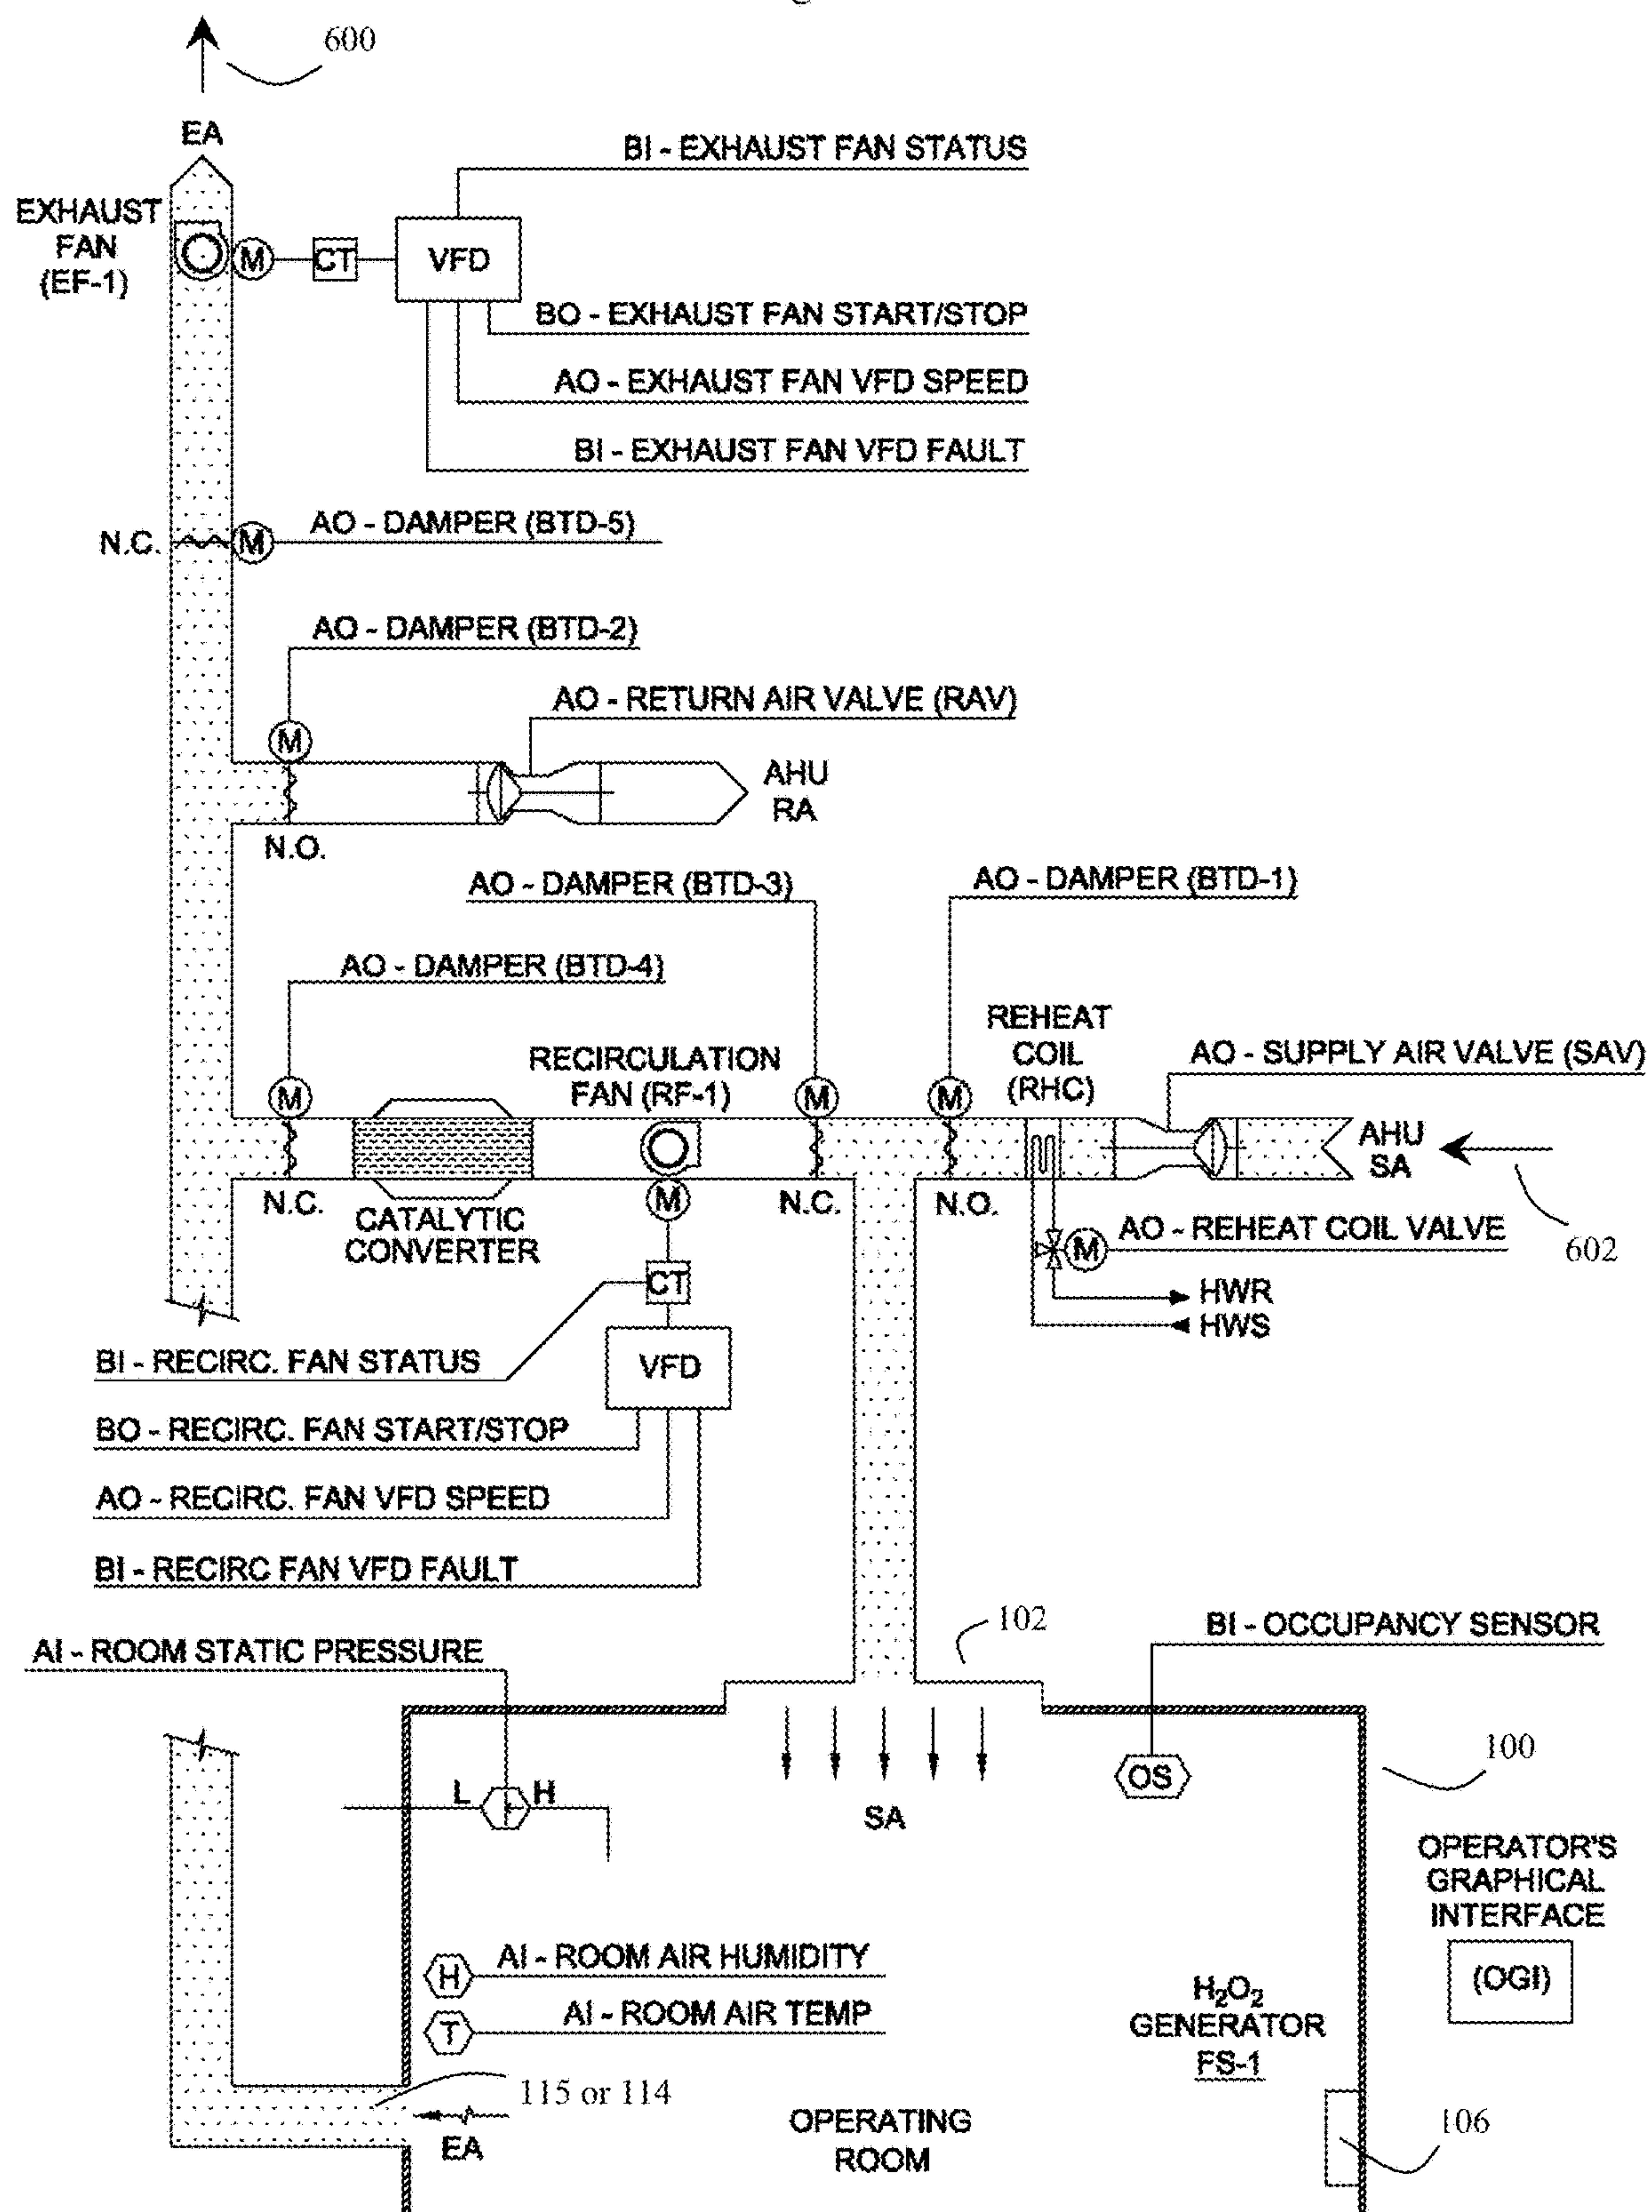 600
EA
BI - EXHAUST FAN STATUS
EXHAUST
FAN
(EF-1)
M
CT
VFD
BO - EXHAUST FAN START/STOP
AO - EXHAUST FAN VFD SPEED
BI - EXHAUST FAN VFD FAULT
N.C.
M
AO - DAMPER (BTD-5)
AO - DAMPER (BTD-2)
AO - RETURN AIR VALVE (RAV)
M
AHU
RA
N.O.
AO - DAMPER (BTD-3)
AO - DAMPER (BTD-1)
AO - DAMPER (BTD-4)
REHEAT
COIL
(RHC)
RECIRCULATION
FAN (RF-1)
AO - SUPPLY AIR VALVE (SAV)
M
M
M
AHU
SA
N.C.
M
N.C.
N.O.
CATALYTIC
CONVERTER
AO - REHEAT COIL VALVE
M
602
CT
HWR
HWS
BI - RECIRC. FAN STATUS
VFD
BO - RECIRC. FAN START/STOP
AO - RECIRC. FAN VFD SPEED
BI - RECIRC FAN VFD FAULT
102
BI - OCCUPANCY SENSOR
AI - ROOM STATIC PRESSURE
100
OS
L
H
SA
OPERATOR'S
GRAPHICAL
INTERFACE
(OGI)
H
AI - ROOM AIR HUMIDITY
T
AI - ROOM AIR TEMP
H2O2
GENERATOR
FS-1
115 or 114
EA
OPERATING
ROOM
106